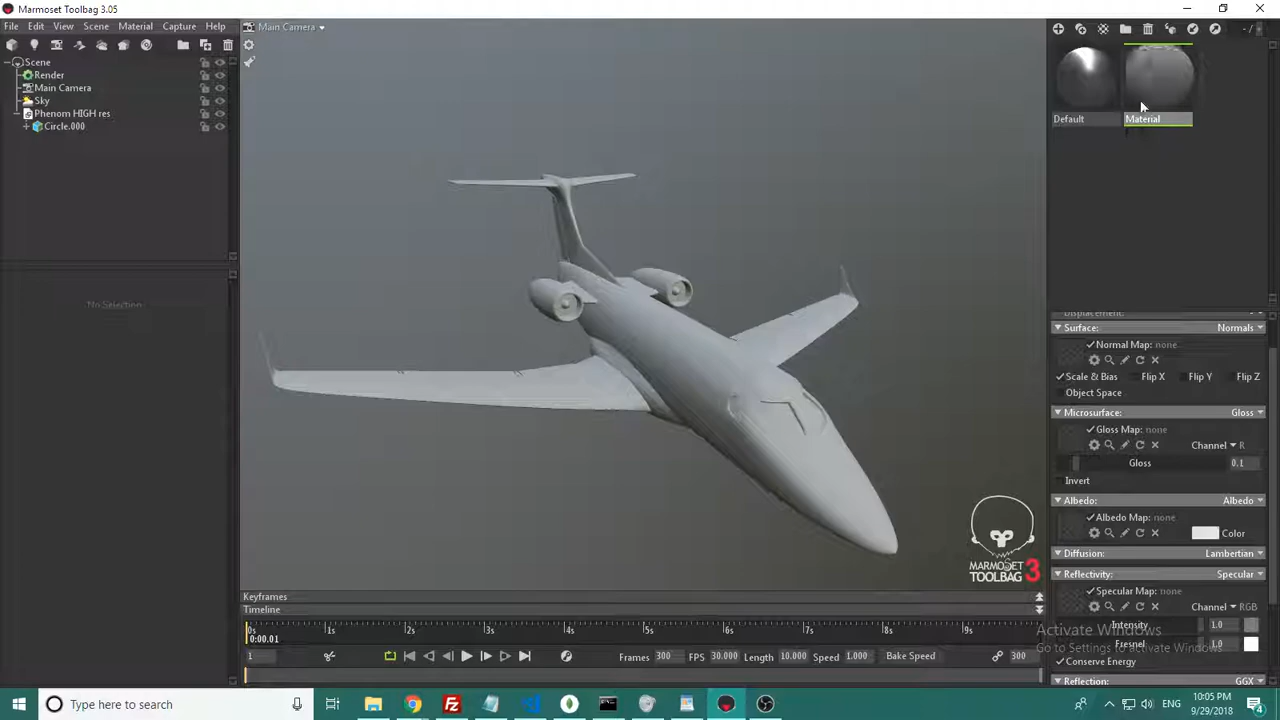 Marmoset Toolbag 3.05
File Edit View Scene Material Capture Help
Main Camera
Scene
Render
Main Camera
Sky
Phenom HIGH res
Circle.000
No Selection
Default
Material
Displacement:
Surface: Normals
Normal Map: none
Scale & Bias Flip X Flip Y Flip Z
Object Space
Microsurface: Gloss
Gloss Map: none
Channel R
Gloss 0.1
Invert
Albedo: Albedo
Albedo Map: none
Color
Diffusion: Lambertian
Reflectivity: Specular
Specular Map: none
Channel RGB
Intensity 1.0
Fresnel 1.0
Conserve Energy
Reflection: GGX
Activate Windows
Go to Settings to activate Windows.
MARMOSET
TOOLBAG 3
Keyframes
Timeline
0s 1s 2s 3s 4s 5s 6s 7s 8s 9s
0:00.01
1 Frames 300 FPS 30.000 Length 10.000 Speed 1.000 Bake Speed 300
Type here to search
ENG
10:05 PM
9/29/2018
4